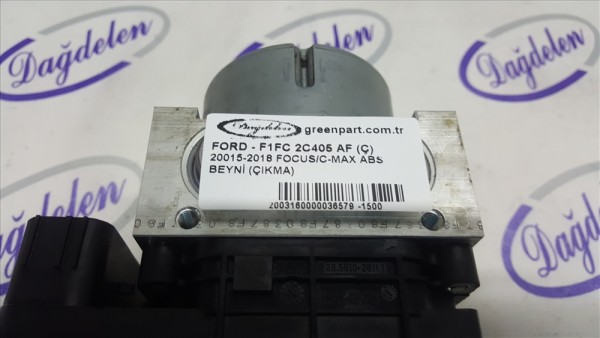 Dağdelen
Dağdelen
Dağdelen
greenpart.com.tr
FORD - F1FC 2C405 AF (Ç)
20015-2018 FOCUS/C-MAX ABS
BEYNİ (ÇIKMA)
2003160000036579 -1500
Dağdelen
Dağdelen